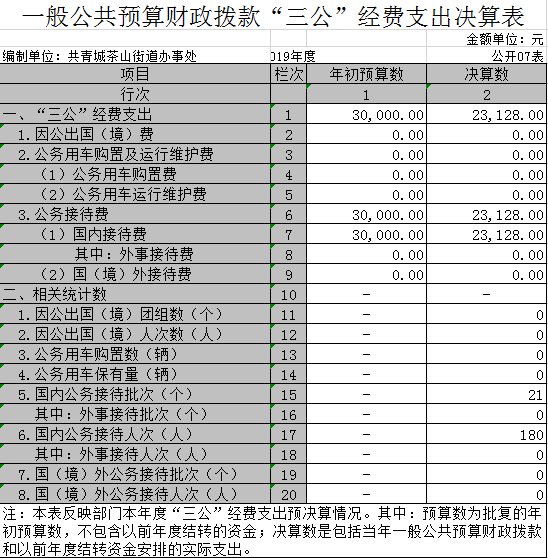 一般公共预算财政拨款“三公”经费支出决算表
金额单位：元
编制单位：共青城茶山街道办事处 019年度 公开07表
项目 栏次 年初预算数 决算数
行次 1 2
一、“三公”经费支出 1 30,000.00 23,128.00
1.因公出国（境）费 2 0.00 0.00
2.公务用车购置及运行维护费 3 0.00 0.00
（1）公务用车购置费 4 0.00 0.00
（2）公务用车运行维护费 5 0.00 0.00
3.公务接待费 6 30,000.00 23,128.00
（1）国内接待费 7 30,000.00 23,128.00
其中：外事接待费 8 0.00 0.00
（2）国（境）外接待费 9 0.00 0.00
二、相关统计数 10 － －
1.因公出国（境）团组数（个） 11 － 0
2.因公出国（境）人次数（人） 12 － 0
3.公务用车购置数（辆） 13 － 0
4.公务用车保有量（辆） 14 － 0
5.国内公务接待批次（个） 15 － 21
其中：外事接待批次（个） 16 － 0
6.国内公务接待人次（人） 17 － 180
其中：外事接待人次（人） 18 － 0
7.国（境）外公务接待批次（个） 19 － 0
8.国（境）外公务接待人次（人） 20 － 0
注：本表反映部门本年度“三公”经费支出预决算情况。其中：预算数为批复的年
初预算数，不包含以前年度结转的资金；决算数是包括当年一般公共预算财政拨款
和以前年度结转资金安排的实际支出。